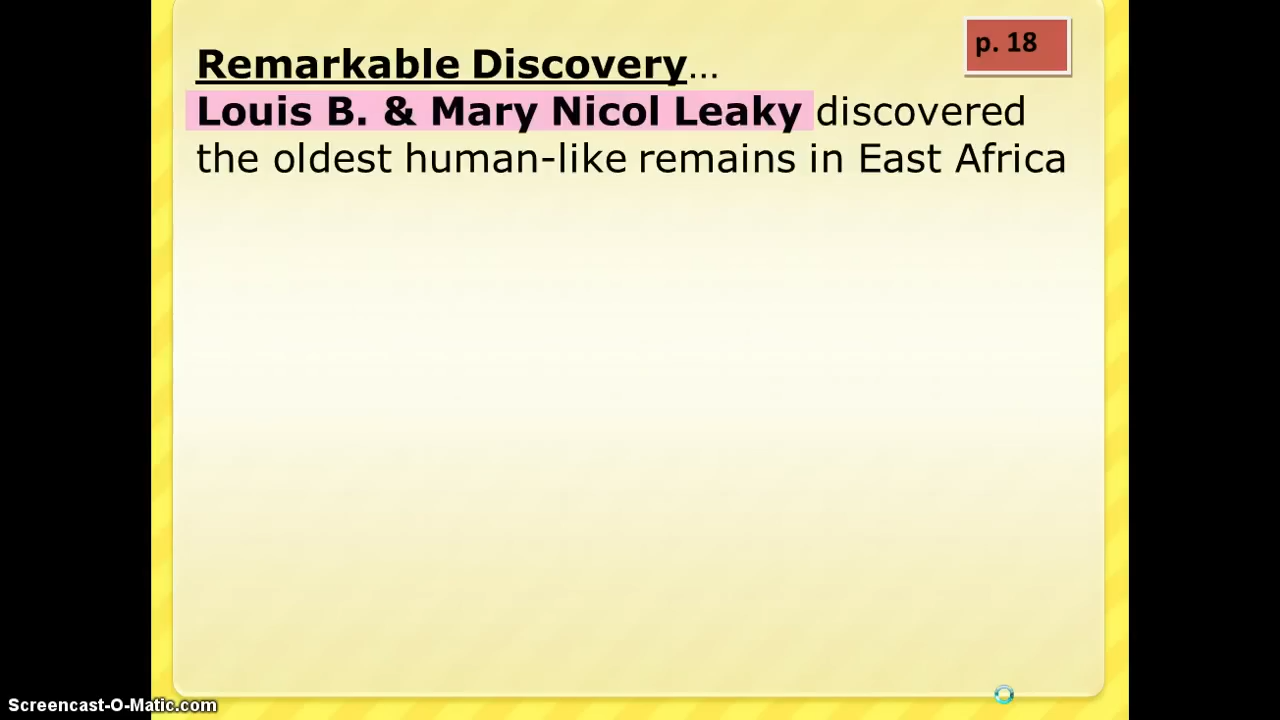 Remarkable Discovery...
p. 18
Louis B. & Mary Nicol Leaky discovered
the oldest human-like remains in East Africa
Screencast-O-Matic.com